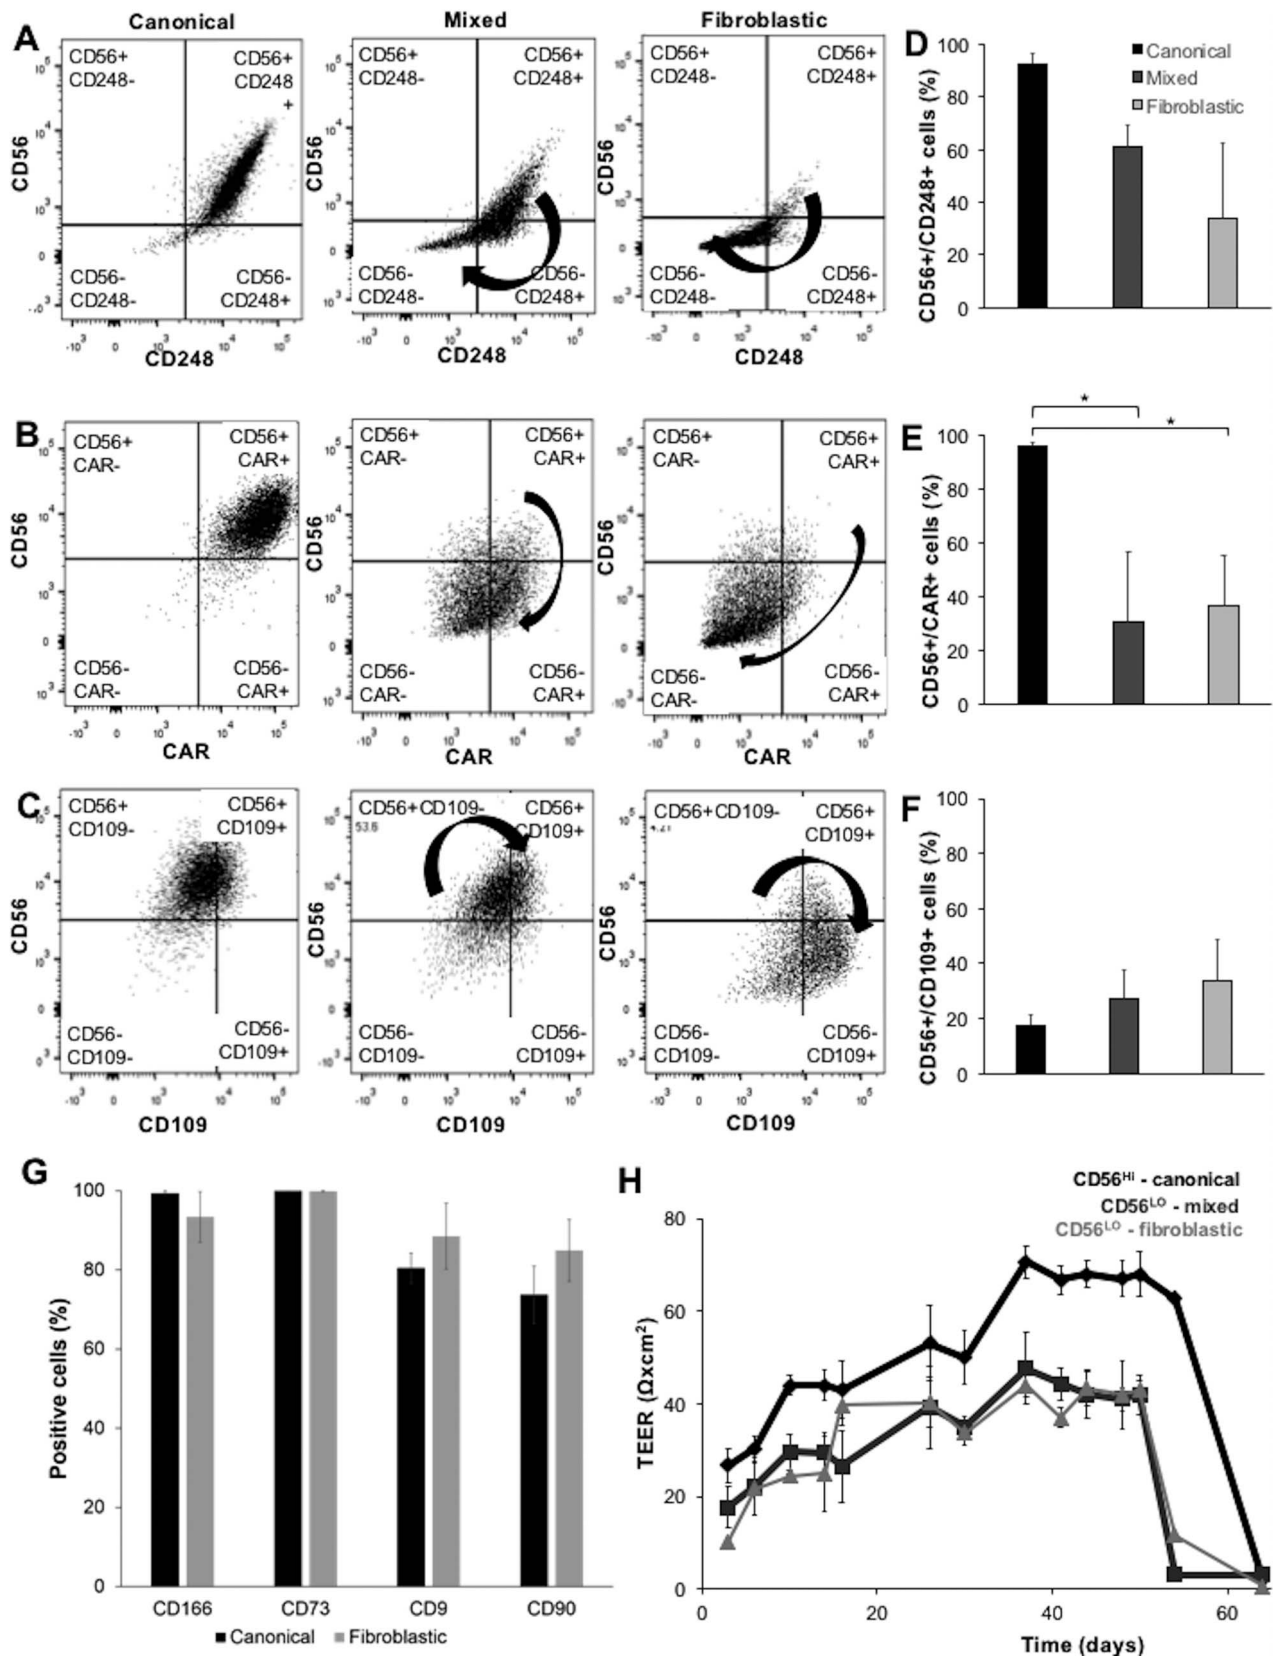 Canonical
Mixed
Fibroblastic
A
CD56+
CD248-
CD56+
CD248
+
CD56-
CD248-
CD56-
CD248+
CD56
CD248
CD56+
CD248-
CD56+
CD248+
CD56-
CD248-
CD56-
CD248+
CD56
CD248
CD56+
CD248-
CD56+
CD248+
CD56-
CD248-
CD56-
CD248+
CD56
CD248
D
CD56+/CD248+ cells (%)
100
80
60
40
20
0
Canonical
Mixed
Fibroblastic
B
CD56+
CAR-
CD56+
CAR+
CD56-
CAR-
CD56-
CAR+
CD56
CAR
CD56+
CAR-
CD56+
CAR+
CD56-
CAR-
CD56-
CAR+
CD56
CAR
CD56+
CAR-
CD56+
CAR+
CD56-
CAR-
CD56-
CAR+
CD56
CAR
E
CD56+/CAR+ cells (%)
100
80
60
40
20
0
*
*
C
CD56+
CD109-
CD56+
CD109+
CD56-
CD109-
CD56-
CD109+
CD56
CD109
CD56+CD109-
53.6
CD56+
CD109+
CD56-
CD109-
CD56-
CD109+
CD56
CD109
CD56+CD109-
CD56+
CD109+
CD56-
CD109-
CD56-
CD109+
CD56
CD109
F
CD56+/CD109+ cells (%)
100
80
60
40
20
0
G
Positive cells (%)
100
80
60
40
20
0
CD166 CD73 CD9 CD90
Canonical Fibroblastic
H
CD56Hi - canonical
CD56LO - mixed
CD56LO - fibroblastic
TEER (Ωxcm²)
80
60
40
20
0
0 20 40 60
Time (days)